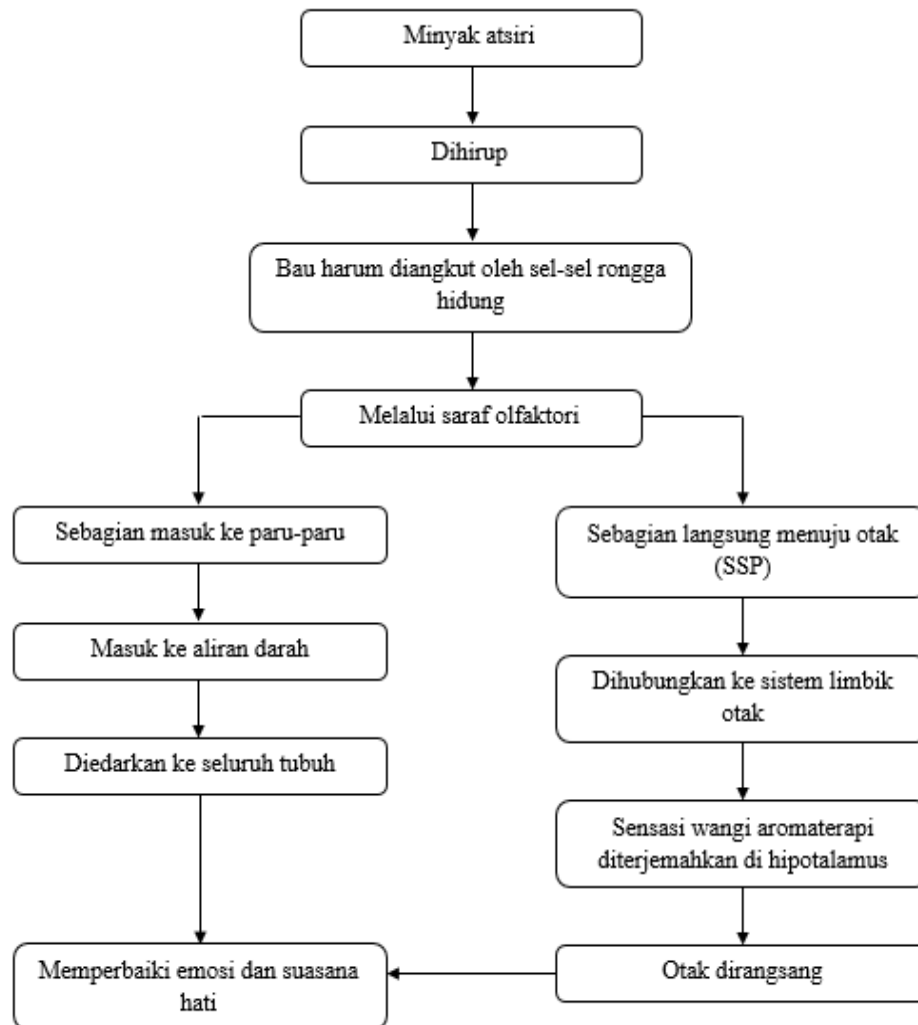 Minyak atsiri
Dihirup
Bau harum diangkut oleh sel-sel rongga
hidung
Melalui saraf olfaktori
Sebagian masuk ke paru-paru
Masuk ke aliran darah
Diedarkan ke seluruh tubuh
Sebagian langsung menuju otak
(SSP)
Dihubungkan ke sistem limbik
otak
Sensasi wangi aromaterapi
diterjemahkan di hipotalamus
Otak dirangsang
Memperbaiki emosi dan suasana
hati